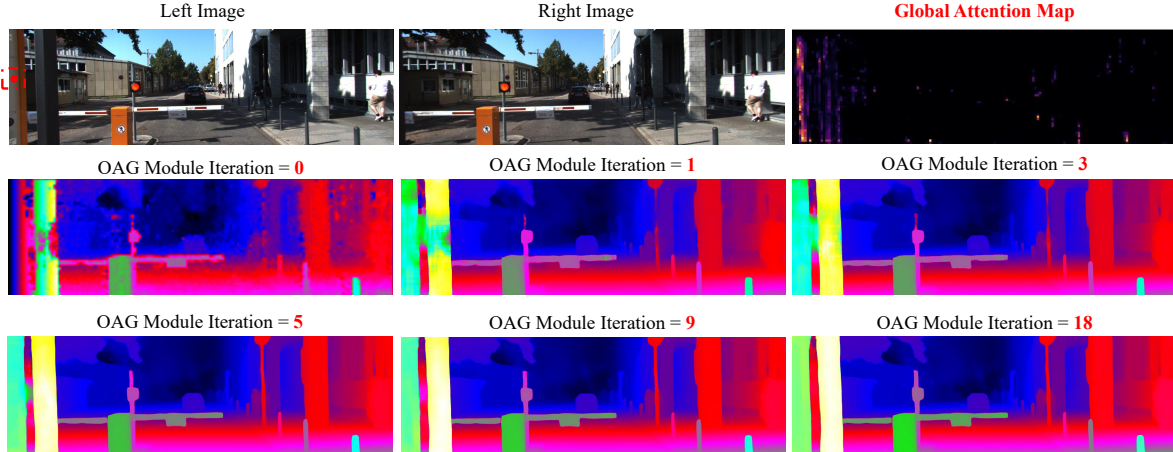 Left Image
Right Image
Global Attention Map
OAG Module Iteration = 0
OAG Module Iteration = 1
OAG Module Iteration = 3
OAG Module Iteration = 5
OAG Module Iteration = 9
OAG Module Iteration = 18